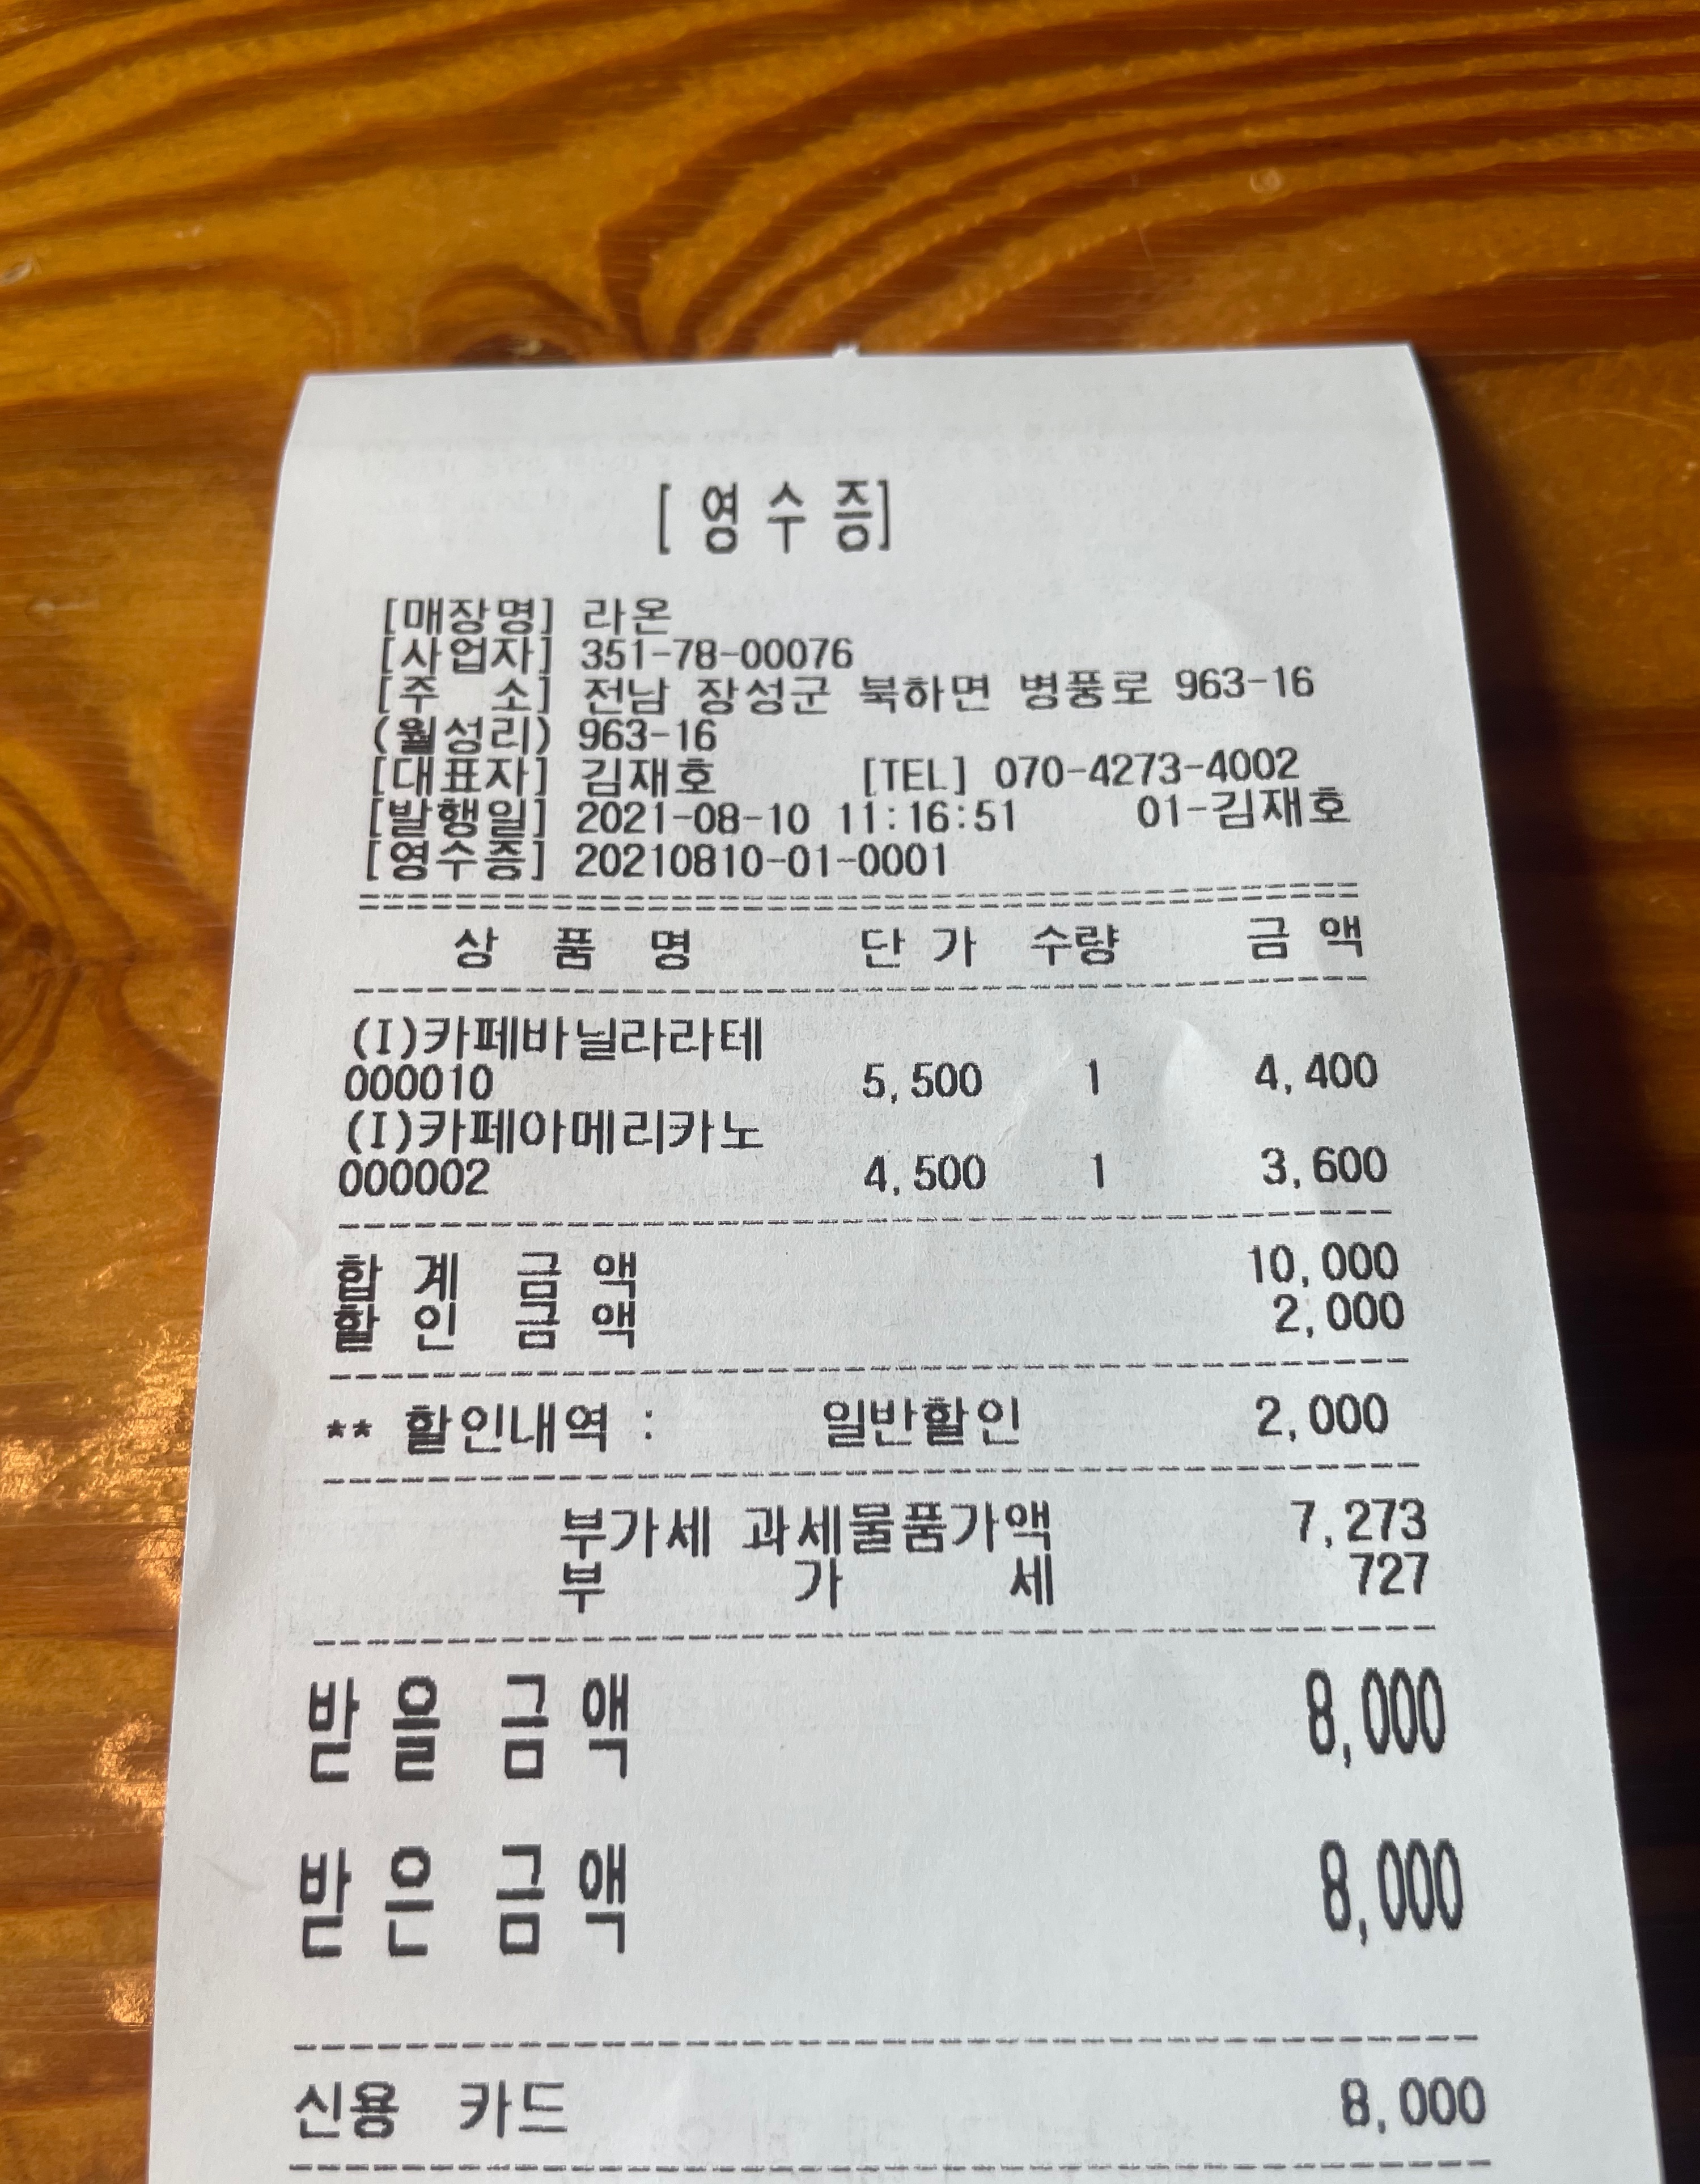 [ 영 수 증]
[매장명] 라온
[사업자] 351-78-00076
[주 소] 전남 장성군 북하면 병풍로 963-16
(월성리) 963-16
[대표자] 김재호 [TEL] 070-4273-4002
[발행일] 2021-08-10 11:16:51 01-김재호
[영수증] 20210810-01-0001
상 품 명 단 가 수량 금 액
(I)카페바닐라라테
000010 5,500 1 4,400
(I)카페아메리카노
000002 4,500 1 3,600
합 계 금 액 10,000
할 인 금 액 2,000
** 할인내역 : 일반할인 2,000
부가세 과세물품가액 7,273
부 가 세 727
받 을 금 액 8,000
받 은 금 액 8,000
신용 카드 8,000